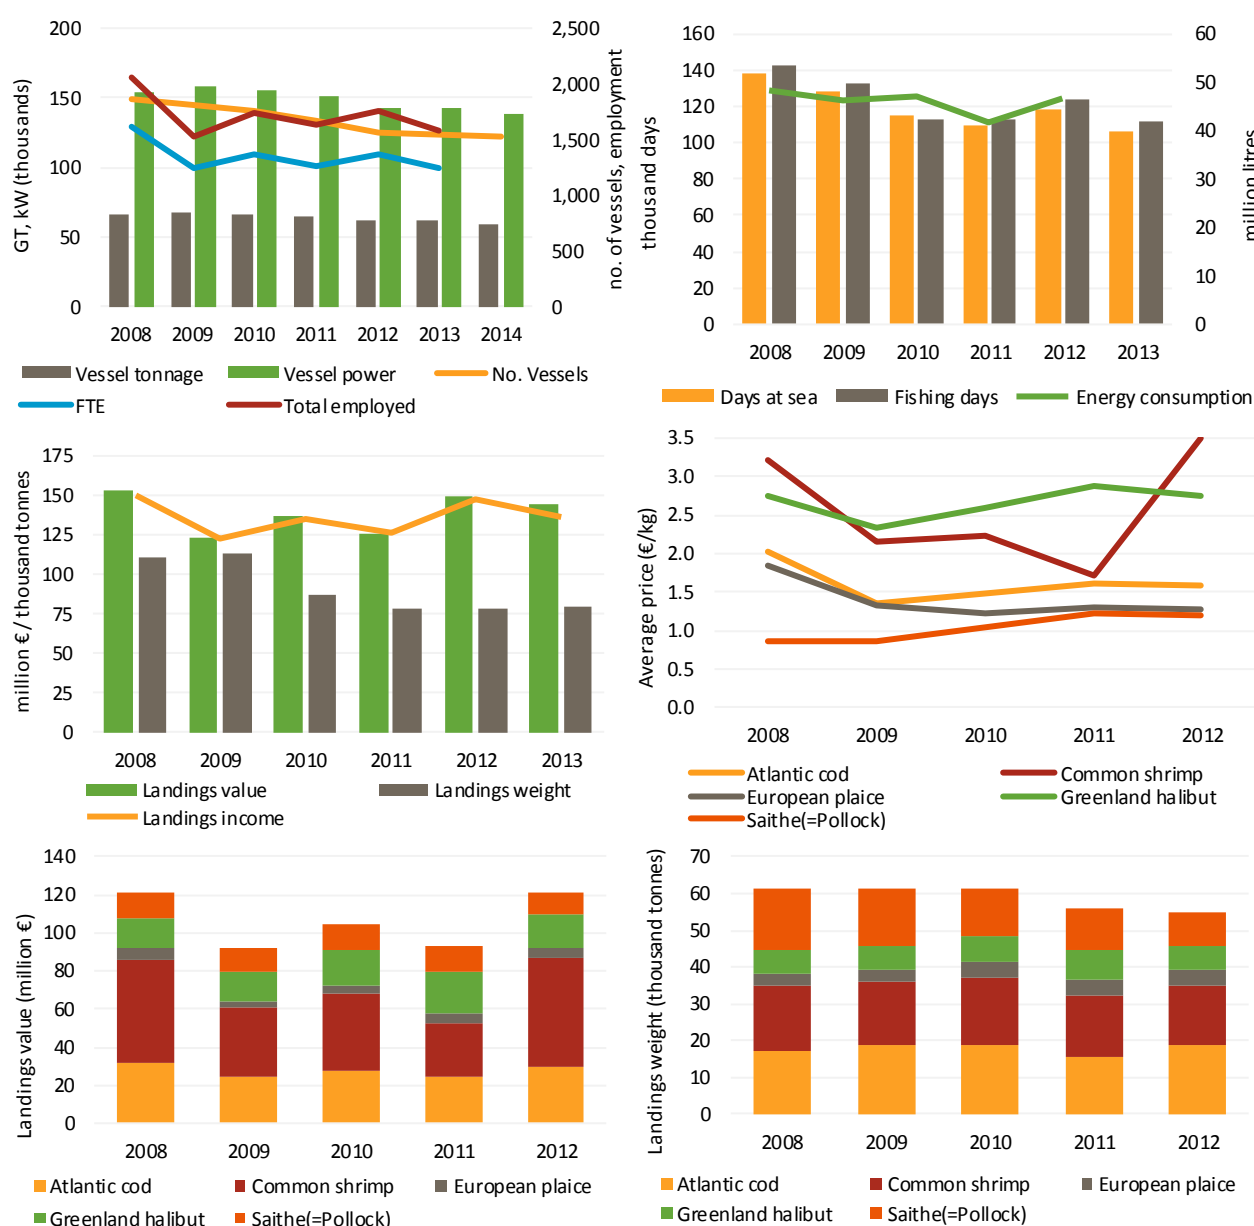 200
150
100
50
0
GT, kW (thousands)
2,500
2,000
1,500
1,000
500
0
no. of vessels, employment
2008 2009 2010 2011 2012 2013 2014
Vessel tonnage Vessel power No. Vessels
FTE Total employed
160
140
120
100
80
60
40
20
0
thousand days
60
50
40
30
20
10
0
million litres
2008 2009 2010 2011 2012 2013
Days at sea Fishing days Energy consumption
175
150
125
100
75
50
25
0
million € / thousand tonnes
2008 2009 2010 2011 2012 2013
Landings value Landings weight
Landings income
3.5
3.0
2.5
2.0
1.5
1.0
0.5
0.0
Average price (€/kg)
2008 2009 2010 2011 2012
Atlantic cod Common shrimp
European plaice Greenland halibut
Saithe(=Pollock)
140
120
100
80
60
40
20
0
Landings value (million €)
2008 2009 2010 2011 2012
Atlantic cod Common shrimp European plaice
Greenland halibut Saithe(=Pollock)
70
60
50
40
30
20
10
0
Landings weight (thousand tonnes)
2008 2009 2010 2011 2012
Atlantic cod Common shrimp European plaice
Greenland halibut Saithe(=Pollock)